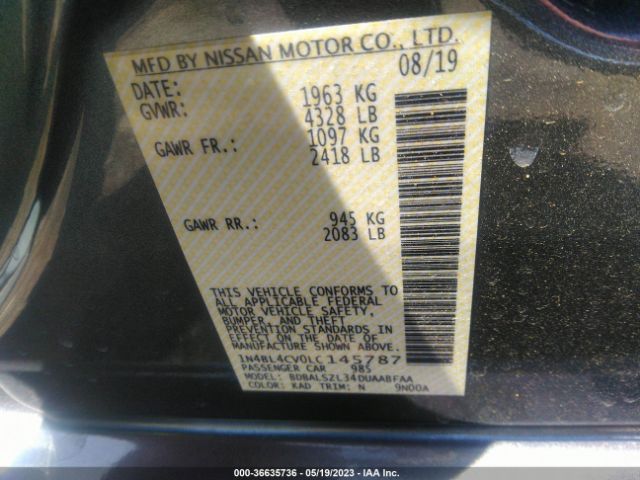 MFD BY NISSAN MOTOR CO., LTD.
DATE: 08/19
GVWR: 1963 KG
4328 LB
GAWR FR.: 1097 KG
2418 LB
GAWR RR.: 945 KG
2083 LB
THIS VEHICLE CONFORMS TO
ALL APPLICABLE FEDERAL
MOTOR VEHICLE SAFETY,
BUMPER, AND THEFT
PREVENTION STANDARDS IN
EFFECT ON THE DATE OF
MANUFACTURE SHOWN ABOVE.
1N4BL4CV0LC145787
PASSENGER CAR 985
MODEL: BDBALSZL34DUAABFAA
COLOR: KAD TRIM: N 9N00A
000-36635736 - 05/19/2023 - IAA Inc.